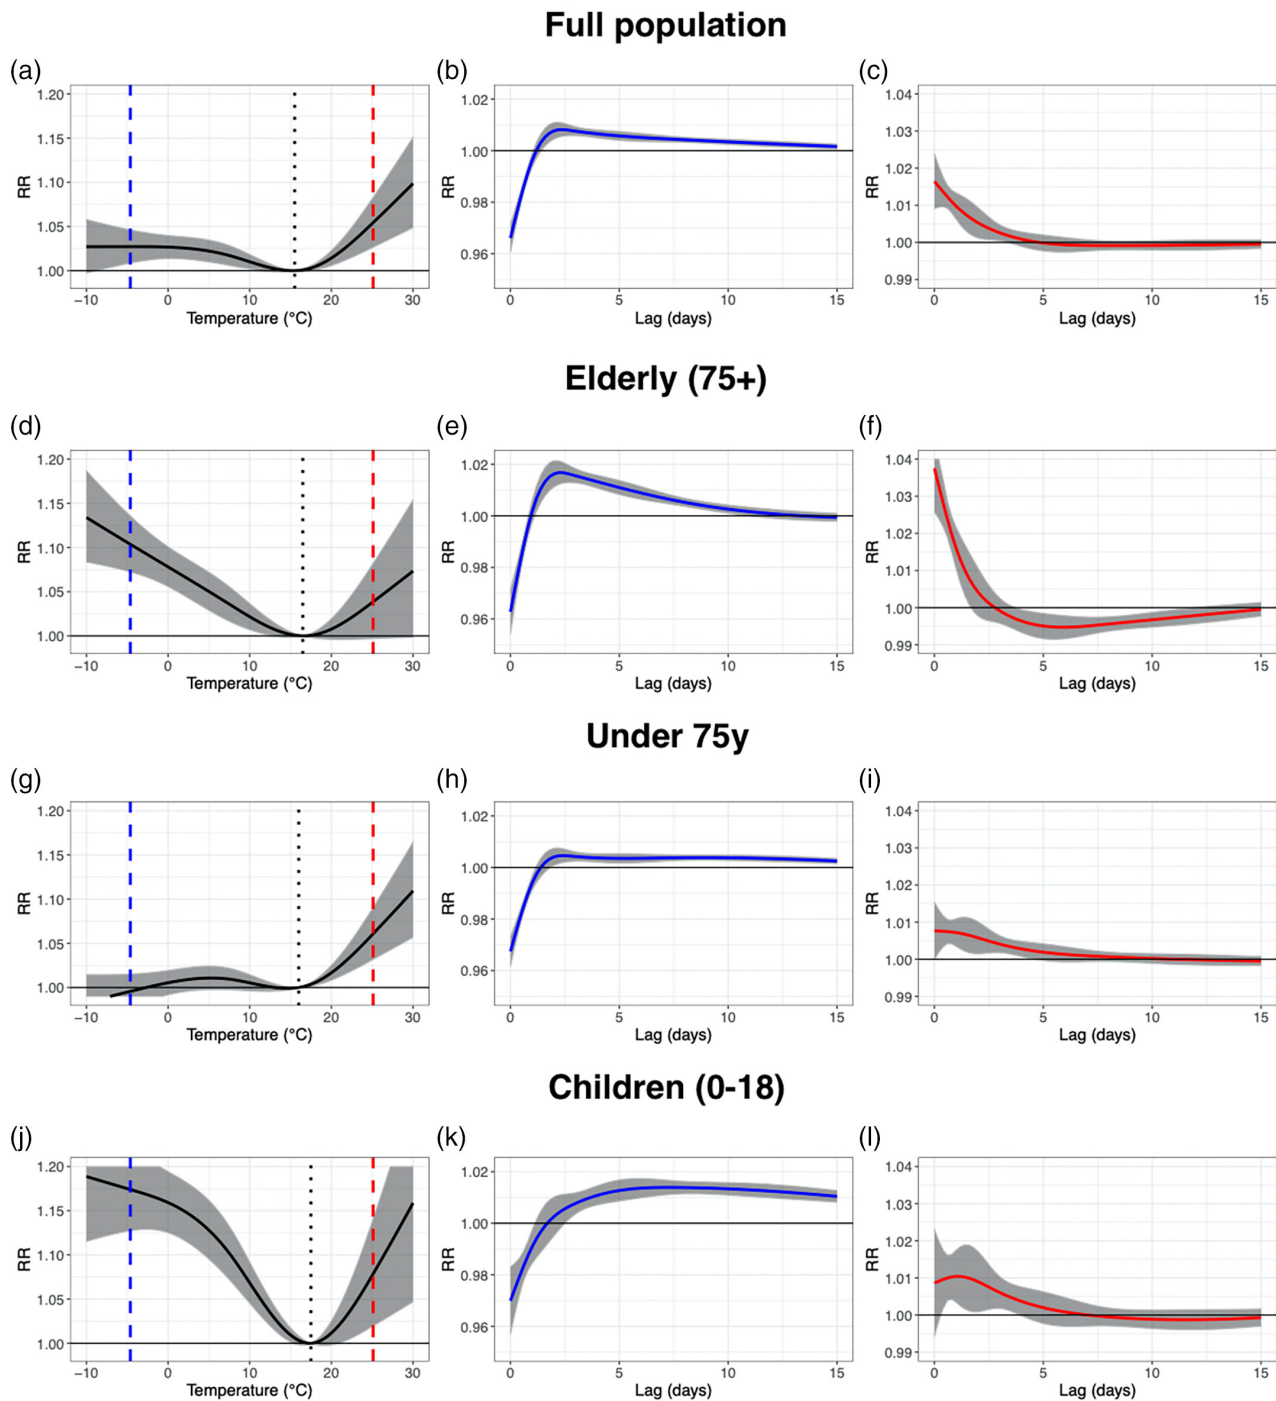 Full population
(a)
(b)
(c)
1.20
1.15
1.10
1.05
1.00
RR
−10 0 10 20 30
Temperature (°C)
1.02
1.00
0.98
0.96
RR
0 5 10 15
Lag (days)
1.04
1.03
1.02
1.01
1.00
0.99
RR
0 5 10 15
Lag (days)
Elderly (75+)
(d)
(e)
(f)
1.20
1.15
1.10
1.05
1.00
RR
−10 0 10 20 30
Temperature (°C)
1.02
1.00
0.98
0.96
RR
0 5 10 15
Lag (days)
1.04
1.03
1.02
1.01
1.00
0.99
RR
0 5 10 15
Lag (days)
Under 75y
(g)
(h)
(i)
1.20
1.15
1.10
1.05
1.00
RR
−10 0 10 20 30
Temperature (°C)
1.02
1.00
0.98
0.96
RR
0 5 10 15
Lag (days)
1.04
1.03
1.02
1.01
1.00
0.99
RR
0 5 10 15
Lag (days)
Children (0-18)
(j)
(k)
(l)
1.20
1.15
1.10
1.05
1.00
RR
−10 0 10 20 30
Temperature (°C)
1.02
1.00
0.98
0.96
RR
0 5 10 15
Lag (days)
1.04
1.03
1.02
1.01
1.00
0.99
RR
0 5 10 15
Lag (days)